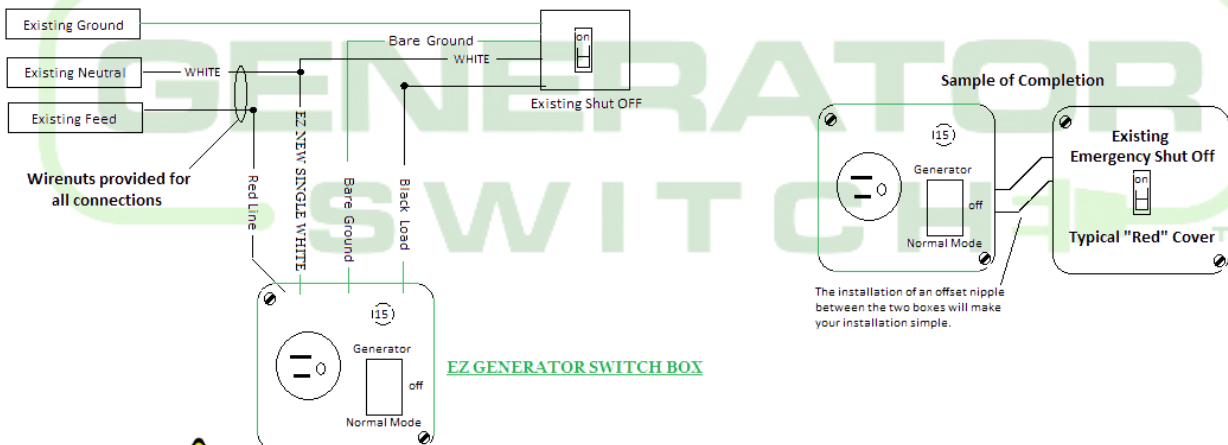 GENERATOR
SWITCH
Existing Ground
Existing Neutral
Existing Feed
WHITE
Bare Ground
WHITE
on
Existing Shut OFF
Wirenuts provided for
all connections
Red Line
EZ NEW SINGLE WHITE
Bare Ground
Black Load
15
Generator
off
Normal Mode
EZ GENERATOR SWITCH BOX
Sample of Completion
15
Generator
off
Normal Mode
Existing
Emergency Shut Off
on
Typical "Red" Cover
The installation of an offset nipple
between the two boxes will make
your installation simple.